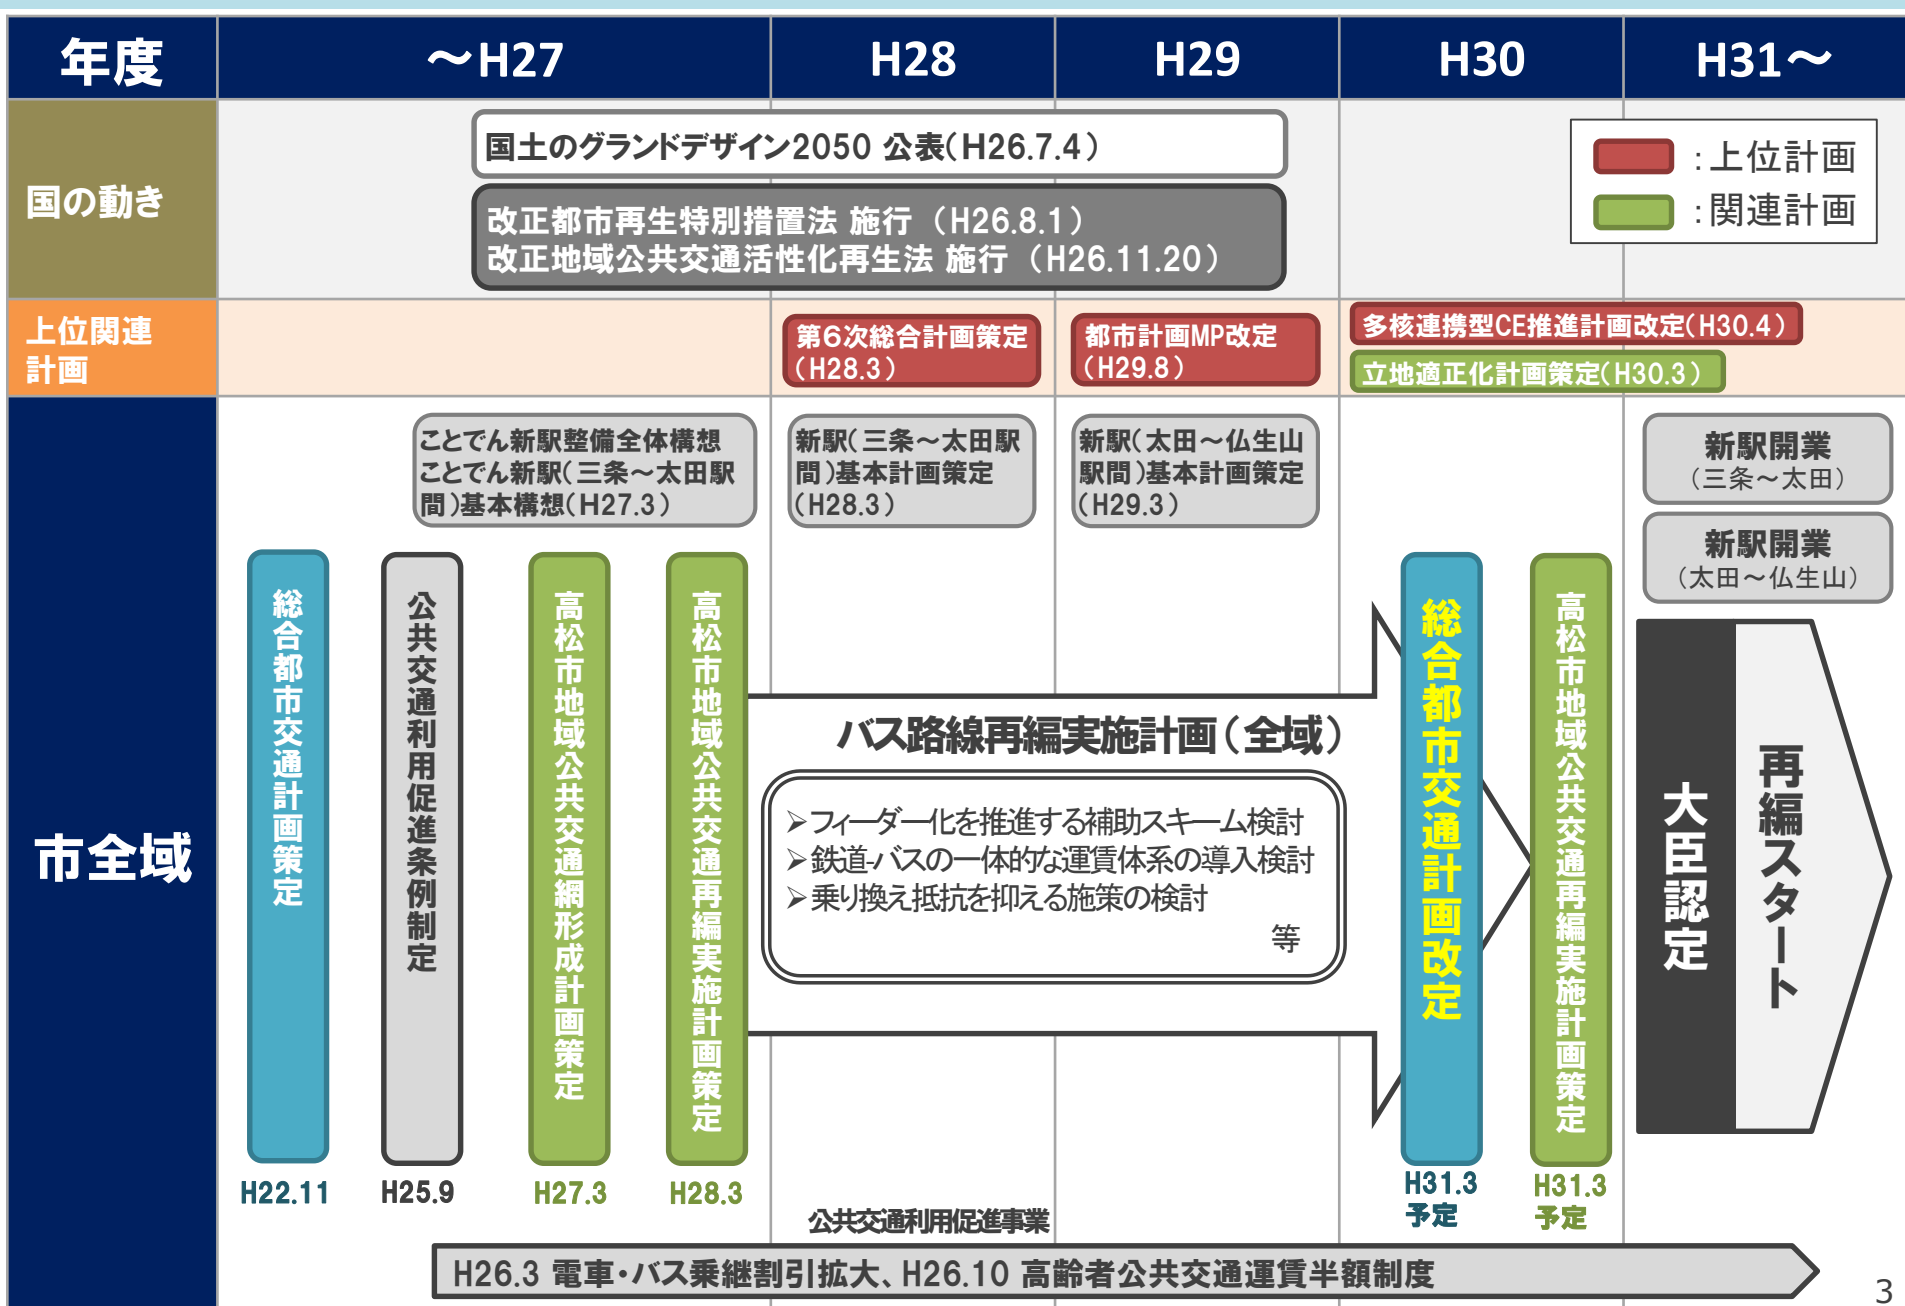 年度
～H27
H28
H29
H30
H31～
国の動き
国土のグランドデザイン2050 公表(H26.7.4)
改正都市再生特別措置法 施行 (H26.8.1)
改正地域公共交通活性化再生法 施行 (H26.11.20)
:上位計画
:関連計画
上位関連
計画
第6次総合計画策定
(H28.3)
都市計画MP改定
(H29.8)
多核連携型CE推進計画改定(H30.4)
立地適正化計画策定(H30.3)
市全域
ことでん新駅整備全体構想
ことでん新駅(三条～太田駅
間)基本構想(H27.3)
新駅(三条～太田駅
間)基本計画策定
(H28.3)
新駅(太田～仏生山
駅間)基本計画策定
(H29.3)
新駅開業
(三条～太田)
新駅開業
(太田～仏生山)
総合都市交通計画策定
H22.11
公共交通利用促進条例制定
H25.9
高松市地域公共交通網形成計画策定
H27.3
高松市地域公共交通再編実施計画策定
H28.3
バス路線再編実施計画(全域)
➢フィーダー化を推進する補助スキーム検討
➢鉄道-バスの一体的な運賃体系の導入検討
➢乗り換え抵抗を抑える施策の検討
等
総合都市交通計画改定
H31.3
予定
高松市地域公共交通再編実施計画策定
H31.3
予定
大臣認定
再編スタート
公共交通利用促進事業
H26.3 電車・バス乗継割引拡大、H26.10 高齢者公共交通運賃半額制度
3